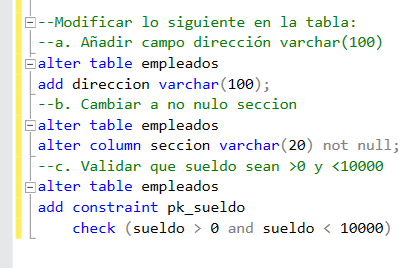 --Modificar lo siguiente en la tabla:
--a. Añadir campo dirección varchar(100)
alter table empleados
add direccion varchar(100);
--b. Cambiar a no nulo seccion
alter table empleados
alter column seccion varchar(20) not null;
--c. Validar que sueldo sean >0 y <10000
alter table empleados
add constraint pk_sueldo
check (sueldo > 0 and sueldo < 10000)